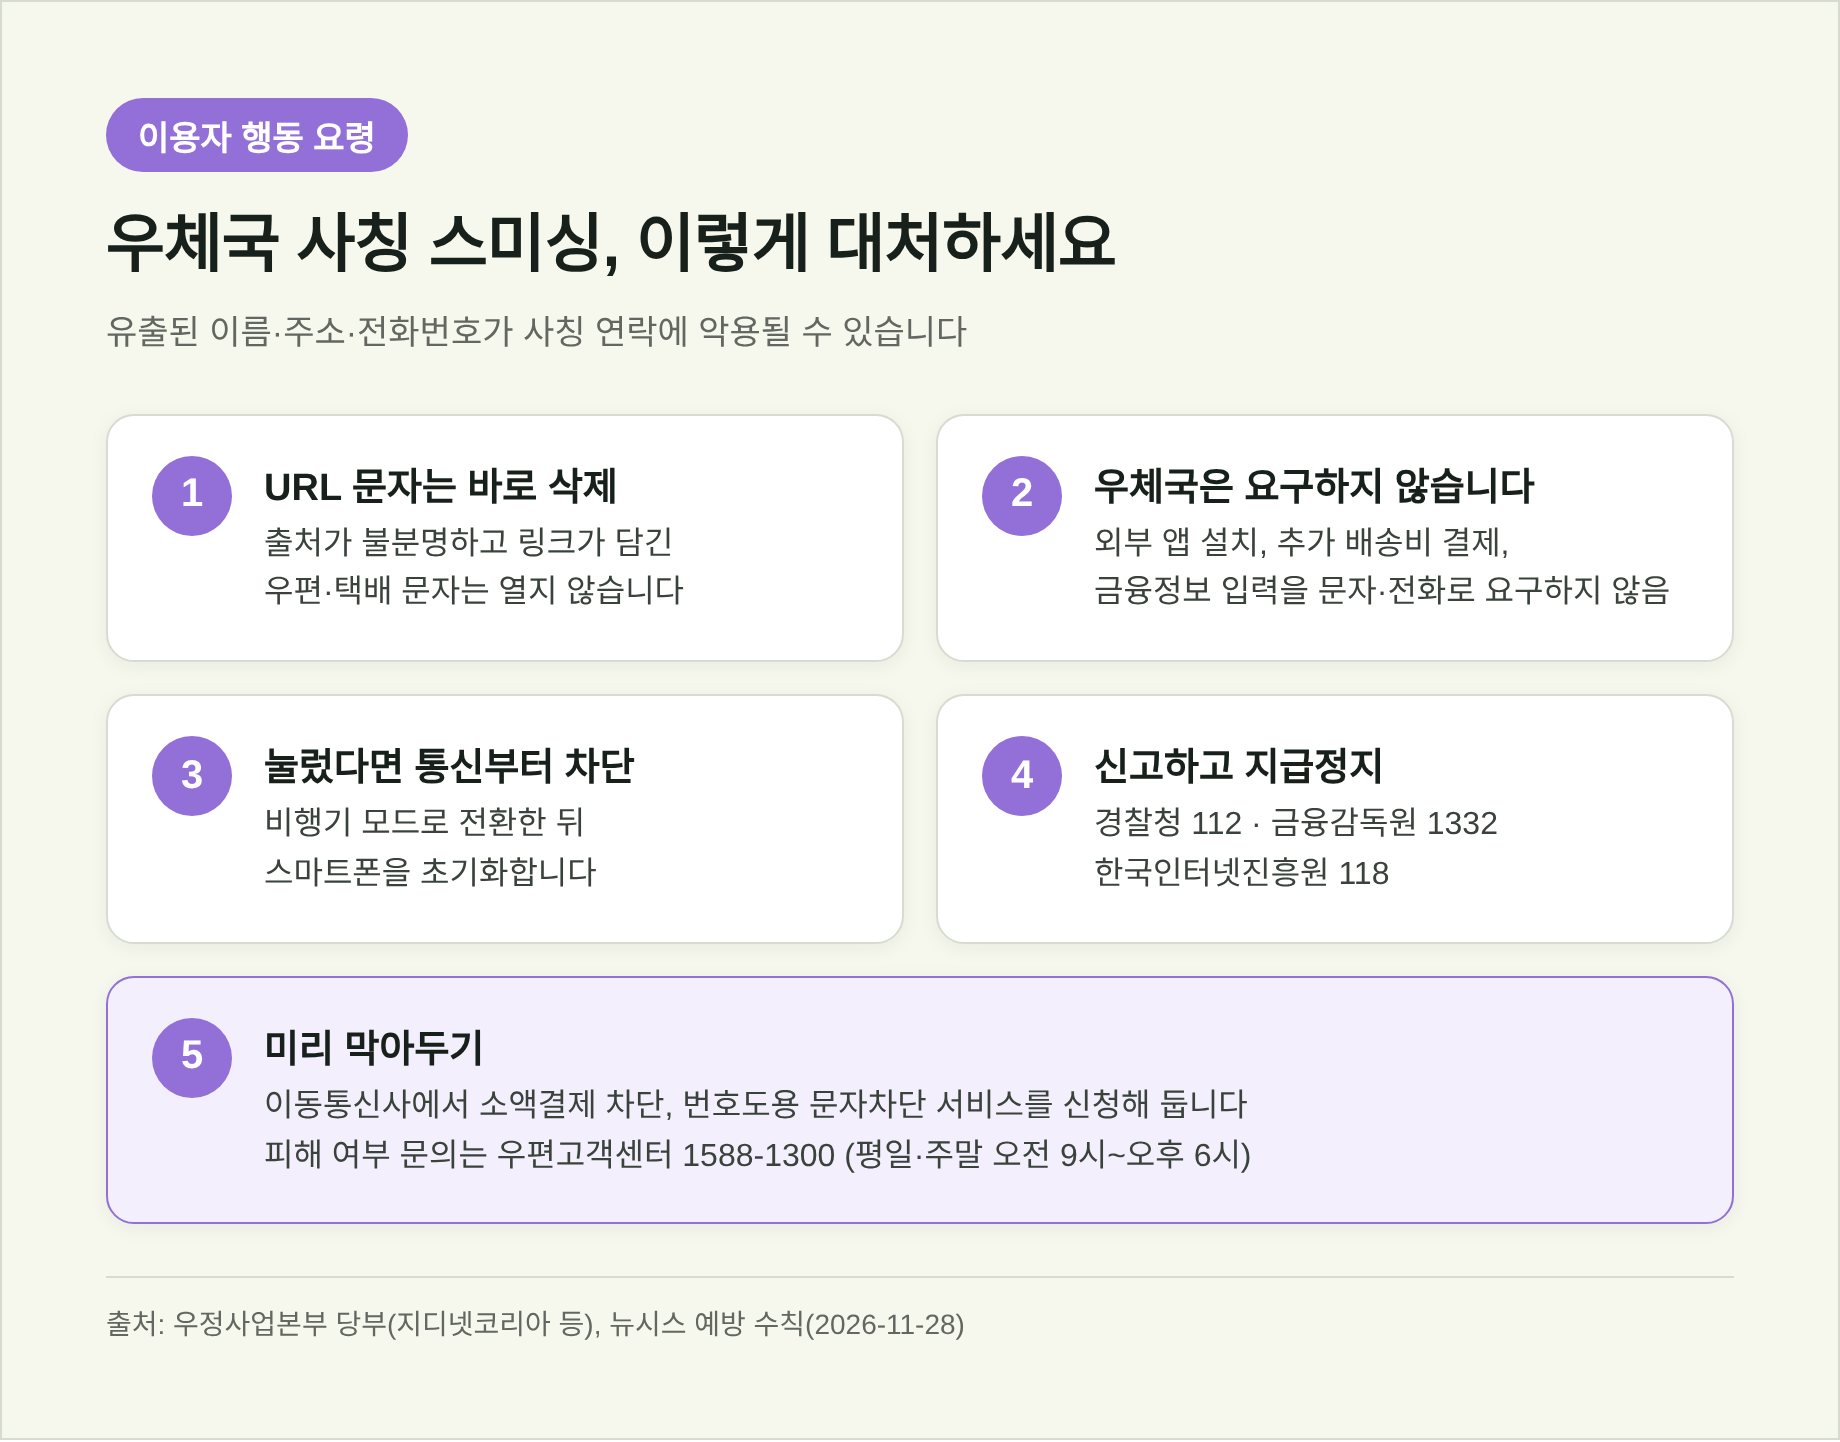 이용자 행동 요령
우체국 사칭 스미싱, 이렇게 대처하세요
유출된 이름·주소·전화번호가 사칭 연락에 악용될 수 있습니다
1
URL 문자는 바로 삭제
출처가 불분명하고 링크가 담긴
우편·택배 문자는 열지 않습니다
2
우체국은 요구하지 않습니다
외부 앱 설치, 추가 배송비 결제,
금융정보 입력을 문자·전화로 요구하지 않음
3
눌렀다면 통신부터 차단
비행기 모드로 전환한 뒤
스마트폰을 초기화합니다
4
신고하고 지급정지
경찰청 112 · 금융감독원 1332
한국인터넷진흥원 118
5
미리 막아두기
이동통신사에서 소액결제 차단, 번호도용 문자차단 서비스를 신청해 둡니다
피해 여부 문의는 우편고객센터 1588-1300 (평일·주말 오전 9시~오후 6시)
출처: 우정사업본부 당부(지디넷코리아 등), 뉴시스 예방 수칙(2026-11-28)